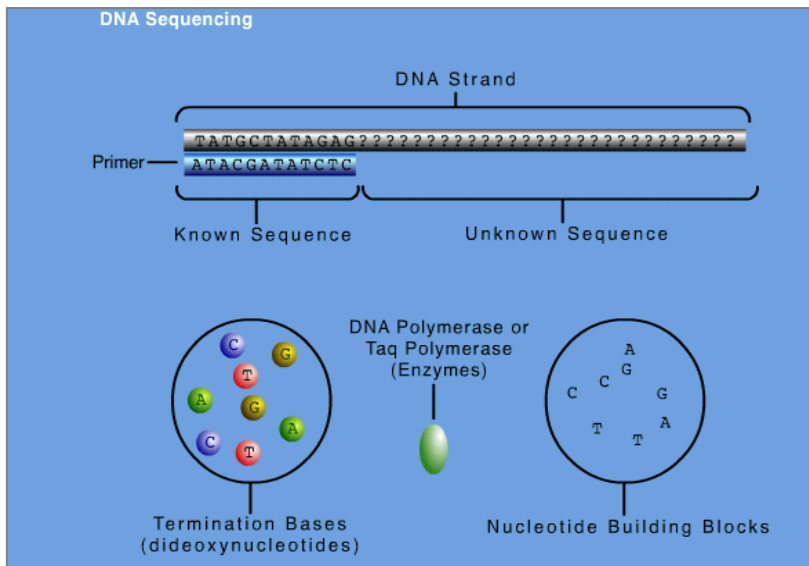 DNA Sequencing
DNA Strand
TATGCTATAGAG????????????????????????????
Primer
ATACGATATCTC
Known Sequence
Unknown Sequence
DNA Polymerase or
Taq Polymerase
(Enzymes)
C
G
T
A
G
A
C
T
A
G
C
C
G
A
T
T
Termination Bases
(dideoxynucleotides)
Nucleotide Building Blocks